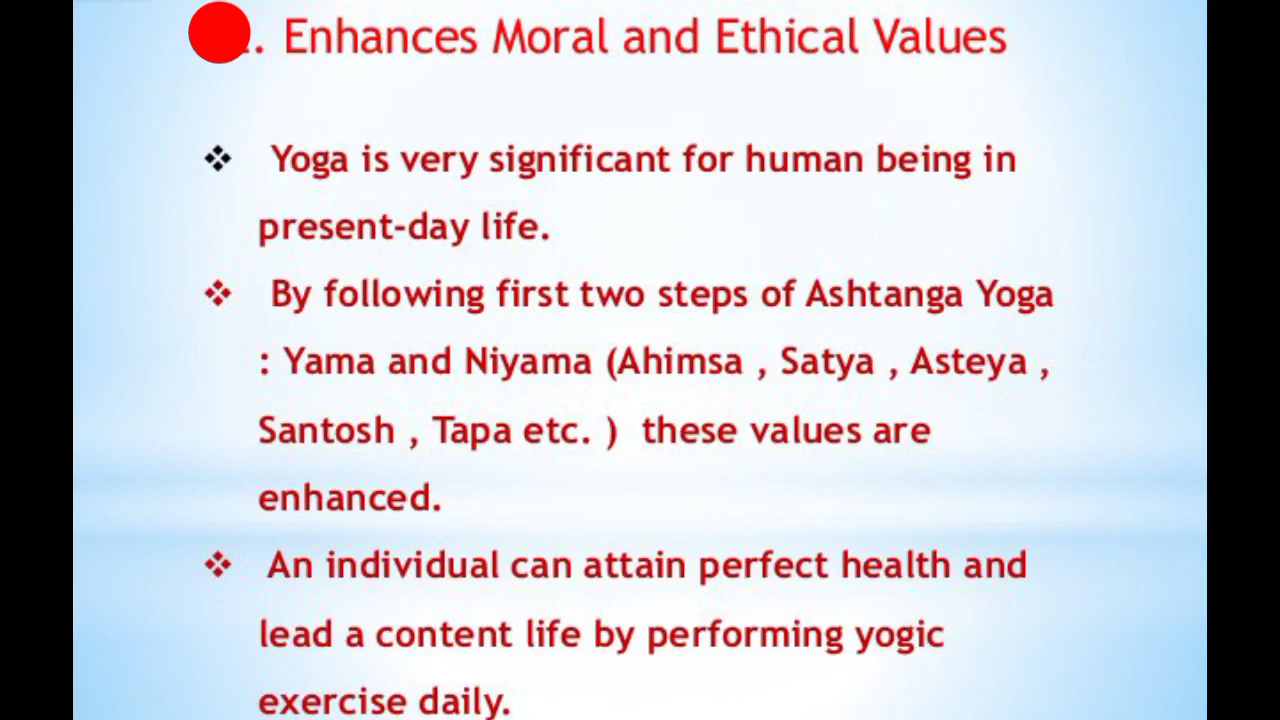 . Enhances Moral and Ethical Values
❖ Yoga is very significant for human being in
present-day life.
❖ By following first two steps of Ashtanga Yoga
: Yama and Niyama (Ahimsa , Satya , Asteya ,
Santosh , Tapa etc. ) these values are
enhanced.
❖ An individual can attain perfect health and
lead a content life by performing yogic
exercise daily.